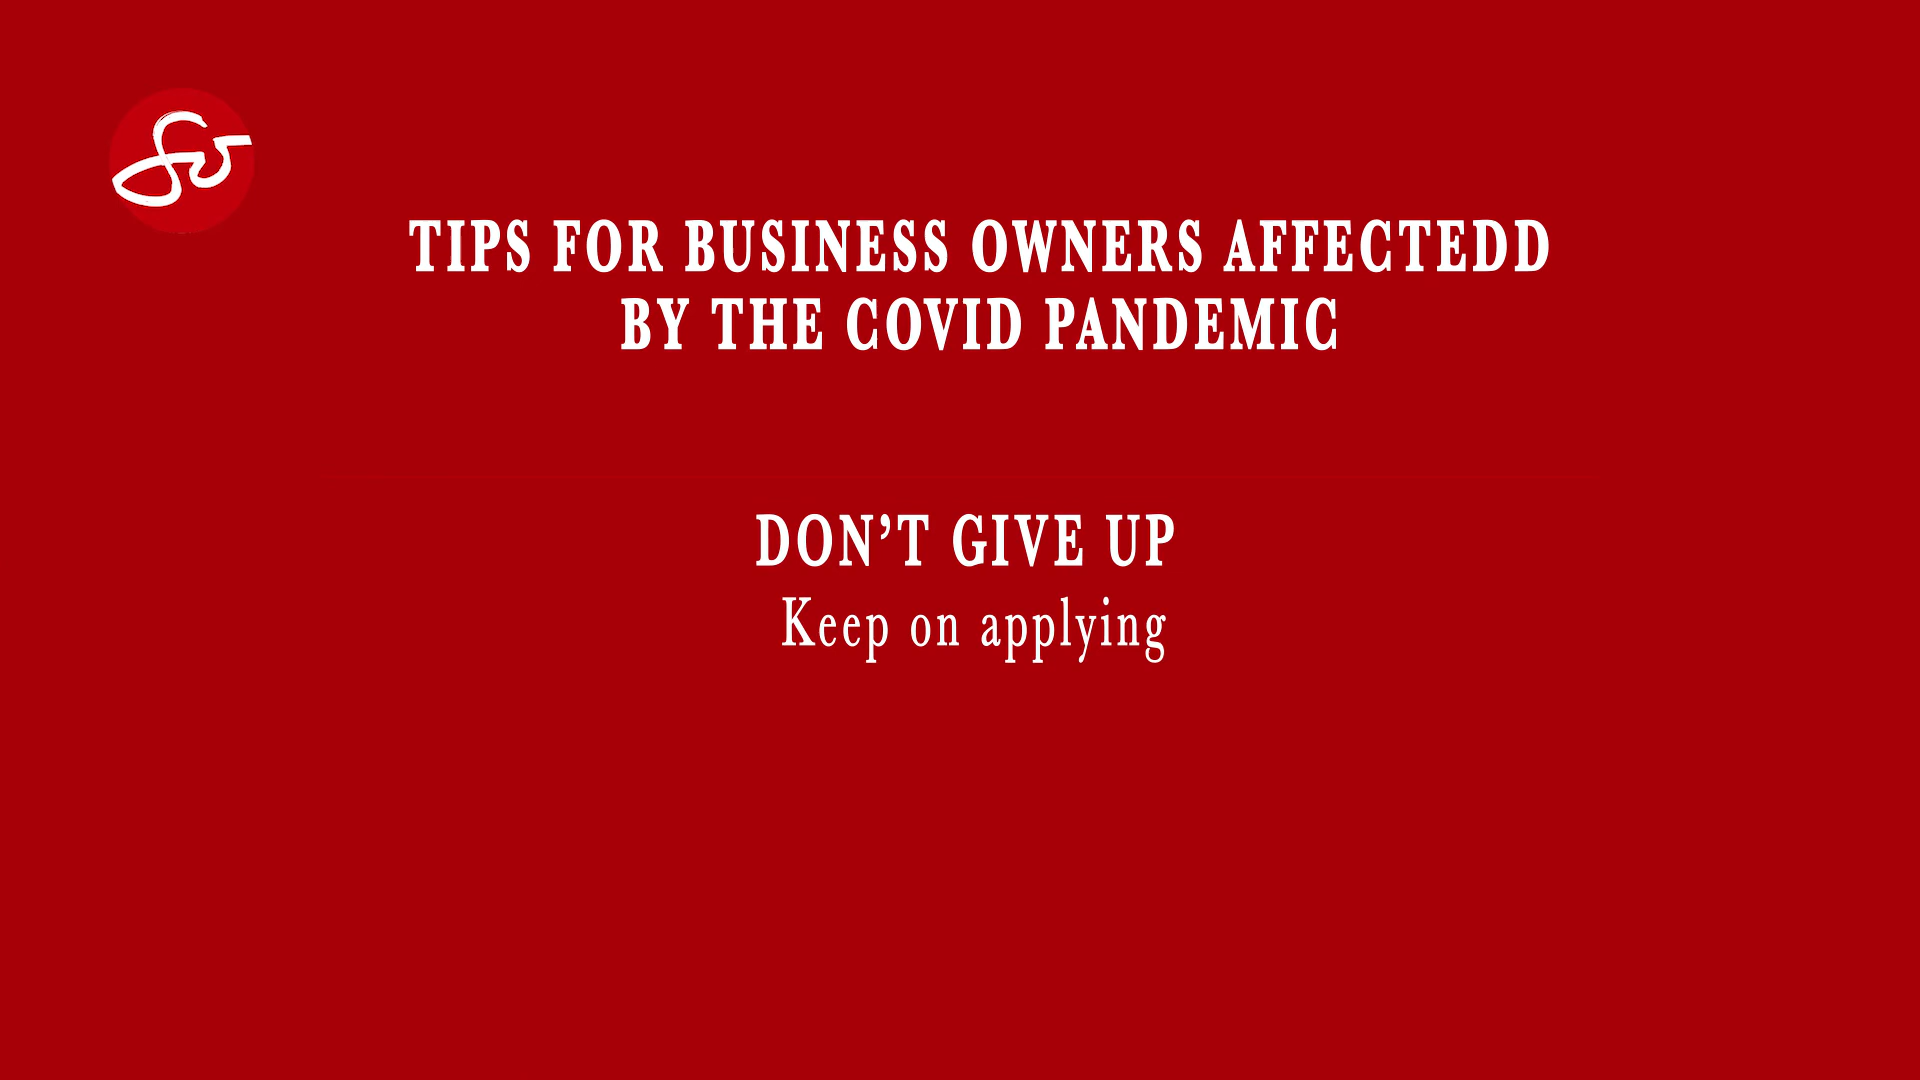 TIPS FOR BUSINESS OWNERS AFFECTEDD
BY THE COVID PANDEMIC
DON’T GIVE UP
Keep on applying